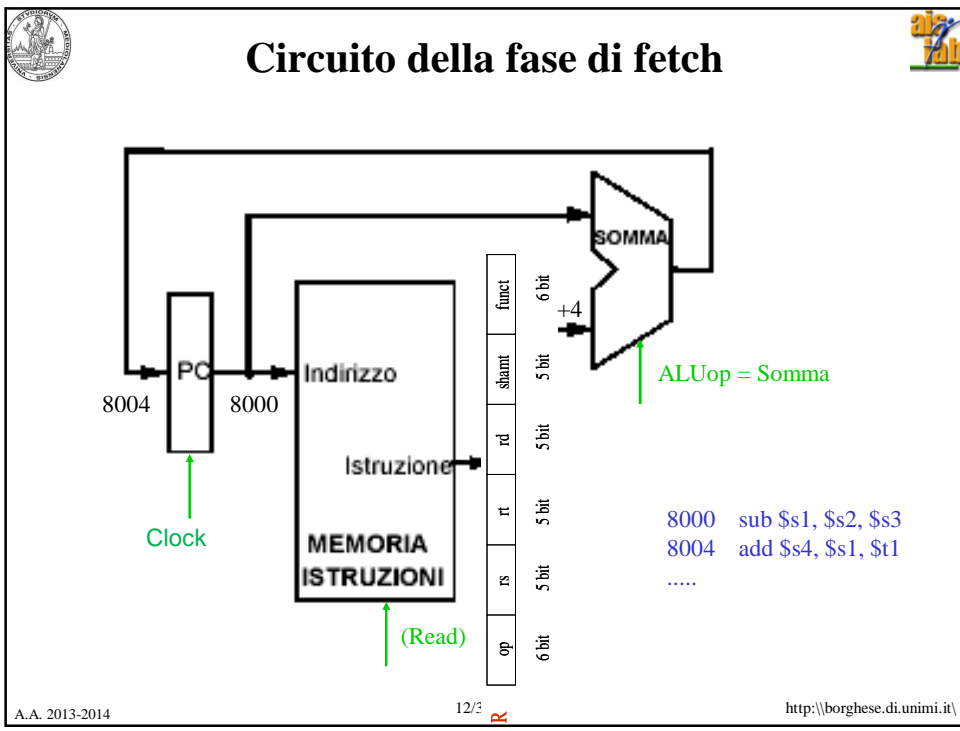 Circuito della fase di fetch
SOMMA
+4
ALUop = Somma
PC
8004
8000
Clock
Indirizzo
Istruzione
MEMORIA
ISTRUZIONI
(Read)
funct
6 bit
shamt
5 bit
rd
5 bit
rt
5 bit
rs
5 bit
op
6 bit
R
8000 sub $s1, $s2, $s3
8004 add $s4, $s1, $t1
.....
A.A. 2013-2014
12/3
http:\\borghese.di.unimi.it\